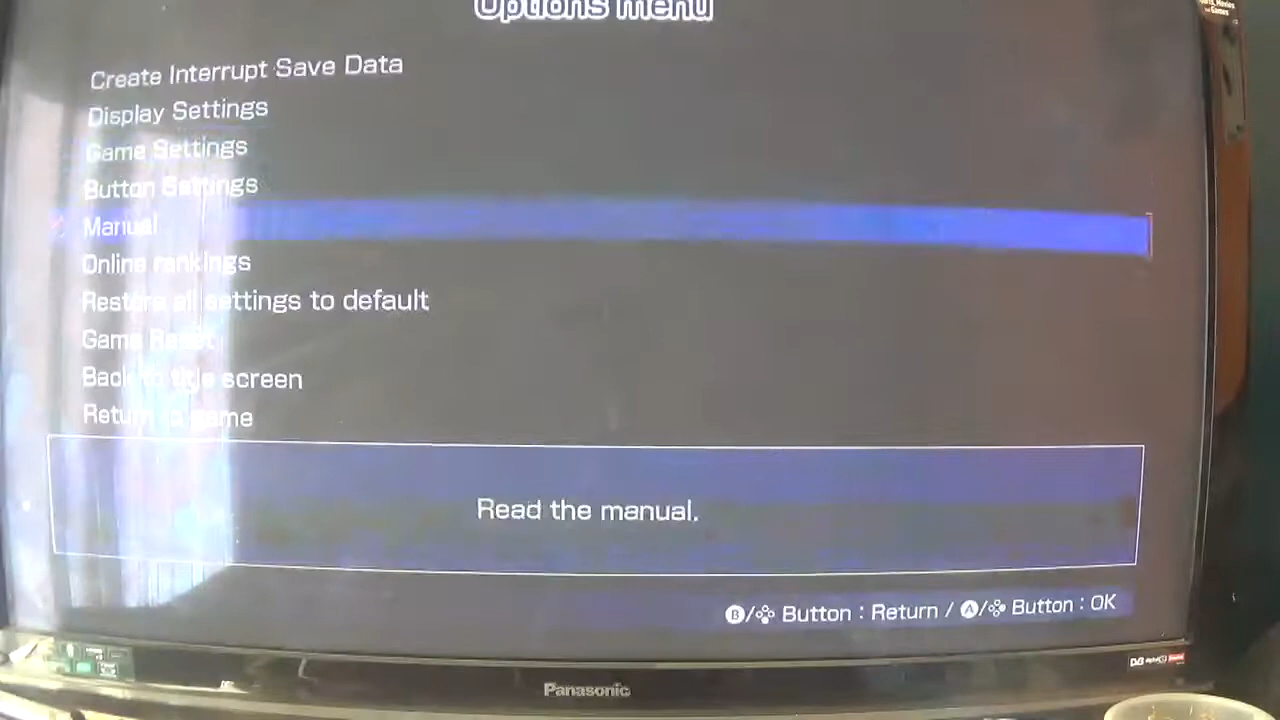 Options menu
Create Interrupt Save Data
Display Settings
Game Settings
Button Settings
Manual
Online rankings
Restore all settings to default
Game Reset
Back to title screen
Return to game
Read the manual.
B/ Button : Return / A/ Button : OK
Panasonic